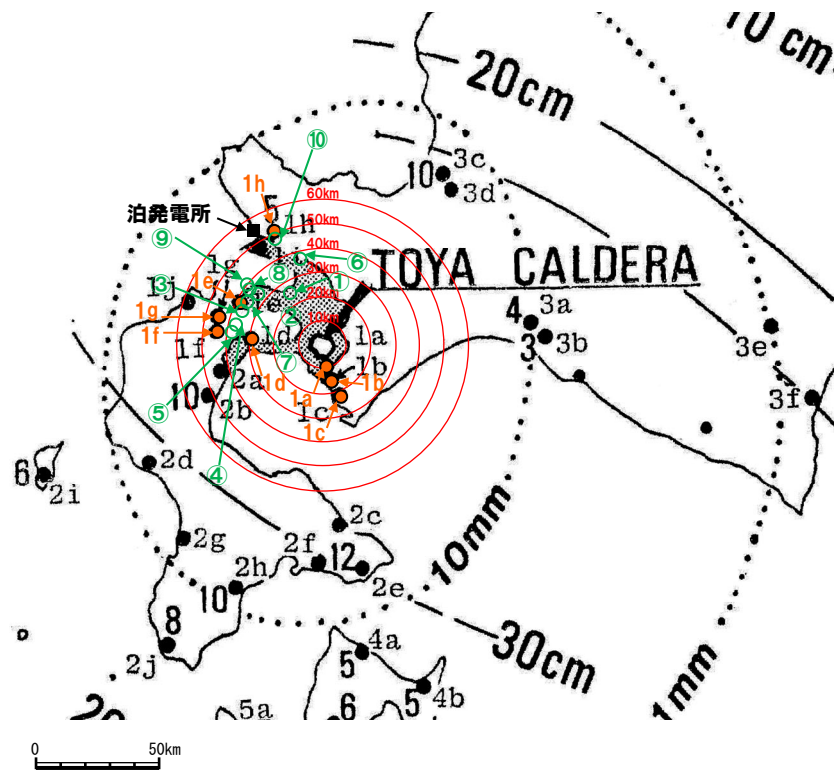 10 cm
20cm
⑩
3c
10
3d
1h
5
60km
泊発電所
1h
50km
⑨
40km
1i
⑥
1g
⑧
30km
TOYA CALDERA
1j
③
1e
①
20km
1g
1e
2
10km
4
3a
1f
1d
1a
3
3b
3e
1f
⑦
2a
1b
1b
1d
1a
10
2b
3f
⑤
1c
1c
2d
④
6
2i
2c
10mm
2g
2f
12
2h
2e
10
30cm
8
4a
2j
5
1mm
20
5a
6
5
4b
0
50km